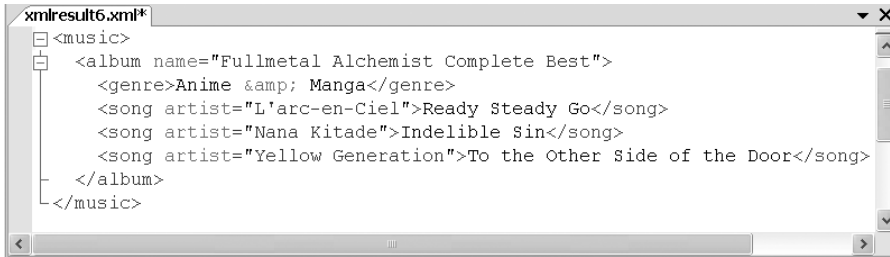 xmlresult6.xml*
<music>
<album name="Fullmetal Alchemist Complete Best">
<genre>Anime &amp; Manga</genre>
<song artist="L'arc-en-Ciel">Ready Steady Go</song>
<song artist="Nana Kitade">Indelible Sin</song>
<song artist="Yellow Generation">To the Other Side of the Door</song>
</album>
</music>